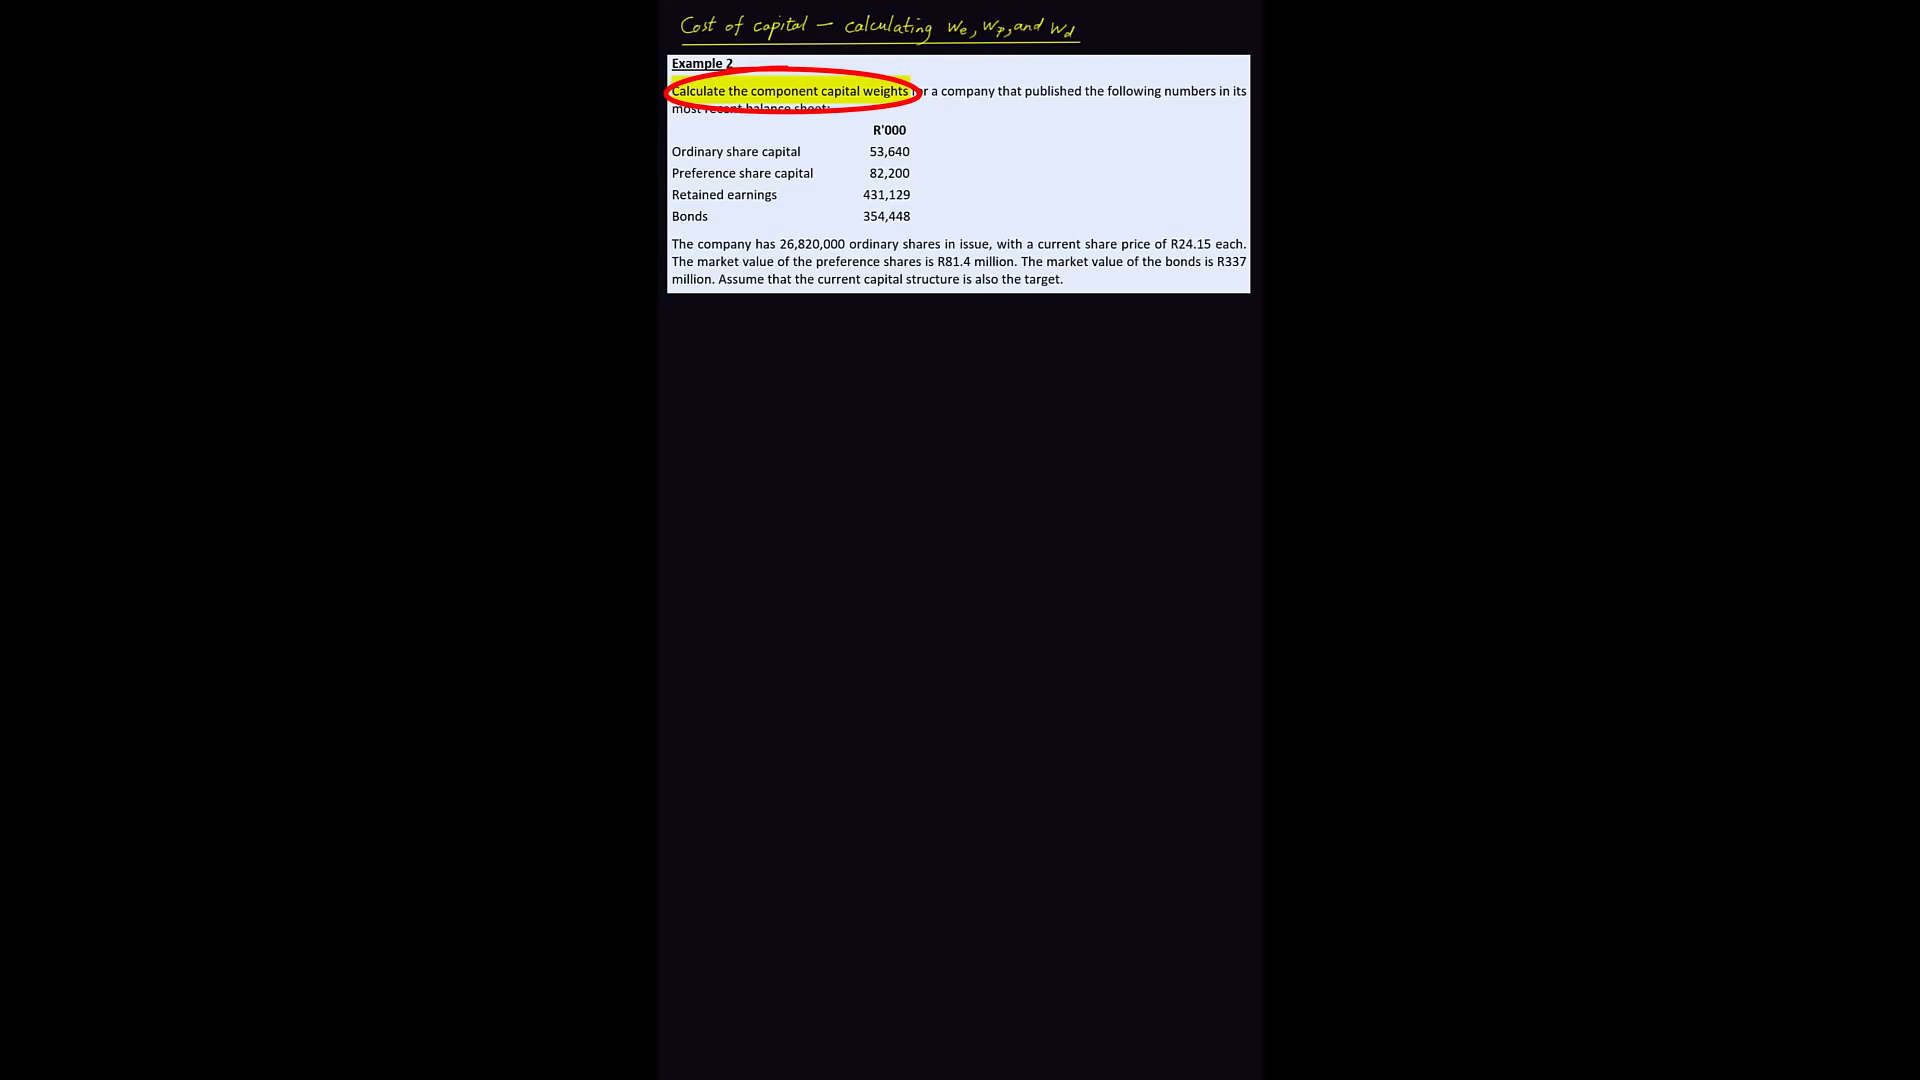 Cost of capital – calculating We, Wp, and Wd
Example 2
Calculate the component capital weights for a company that published the following numbers in its
most recent balance sheet:
R'000
Ordinary share capital 53,640
Preference share capital 82,200
Retained earnings 431,129
Bonds 354,448
The company has 26,820,000 ordinary shares in issue, with a current share price of R24.15 each.
The market value of the preference shares is R81.4 million. The market value of the bonds is R337
million. Assume that the current capital structure is also the target.